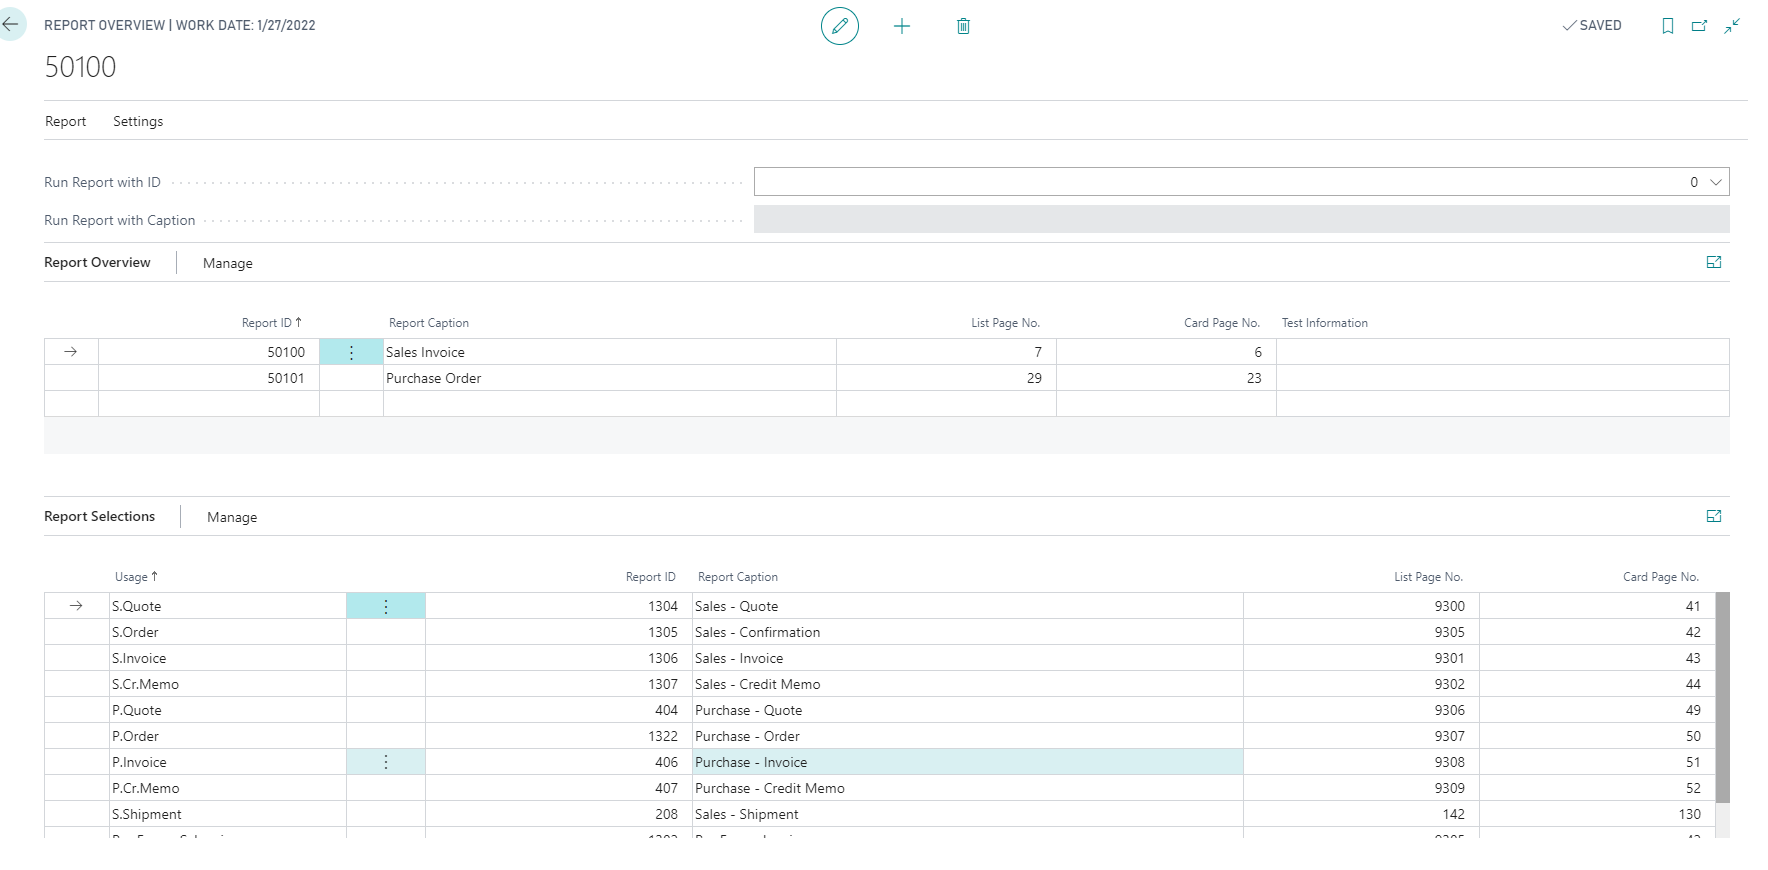 REPORT OVERVIEW | WORK DATE: 1/27/2022
SAVED
50100
Report Settings
Run Report with ID 0
Run Report with Caption
Report Overview Manage
Report ID ↑ Report Caption List Page No. Card Page No. Test Information
50100 Sales Invoice 7 6
50101 Purchase Order 29 23
Report Selections Manage
Usage ↑ Report ID Report Caption List Page No. Card Page No.
S.Quote 1304 Sales - Quote 9300 41
S.Order 1305 Sales - Confirmation 9305 42
S.Invoice 1306 Sales - Invoice 9301 43
S.Cr.Memo 1307 Sales - Credit Memo 9302 44
P.Quote 404 Purchase - Quote 9306 49
P.Order 1322 Purchase - Order 9307 50
P.Invoice 406 Purchase - Invoice 9308 51
P.Cr.Memo 407 Purchase - Credit Memo 9309 52
S.Shipment 208 Sales - Shipment 142 130